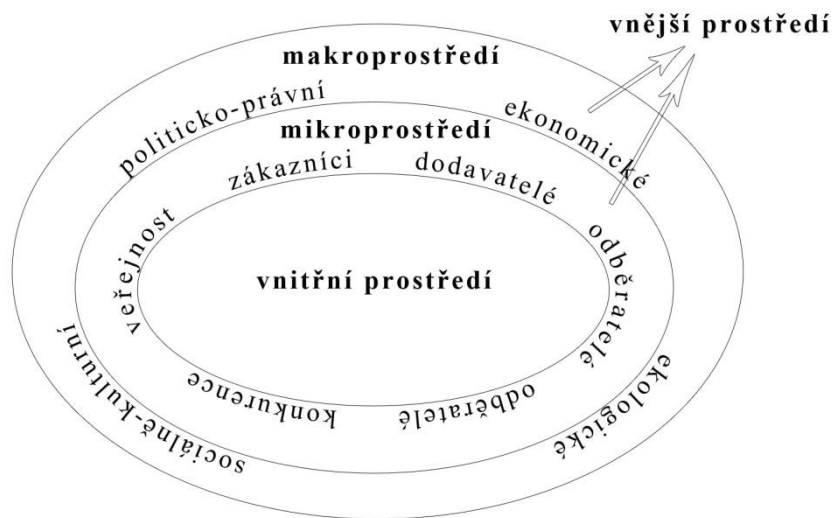 vnější prostředí
makroprostředí
politicko-právní
ekonomické
mikroprostředí
zákazníci
dodavatelé
veřejnost
odběratelé
vnitřní prostředí
konkurence
odběratelé
sociálně-kulturní
ekologické